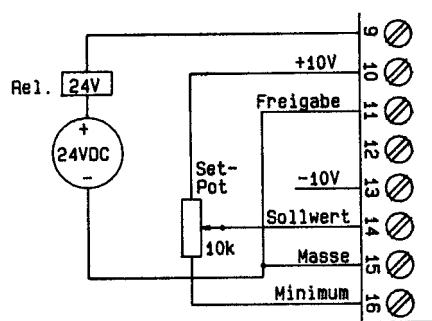 9
+10V
10
Rel. 24V
Freigabe
11
+
24VDC
-
12
Set-
Pot
-10V
13
Sollwert
14
10k
Masse
15
Minimum
16